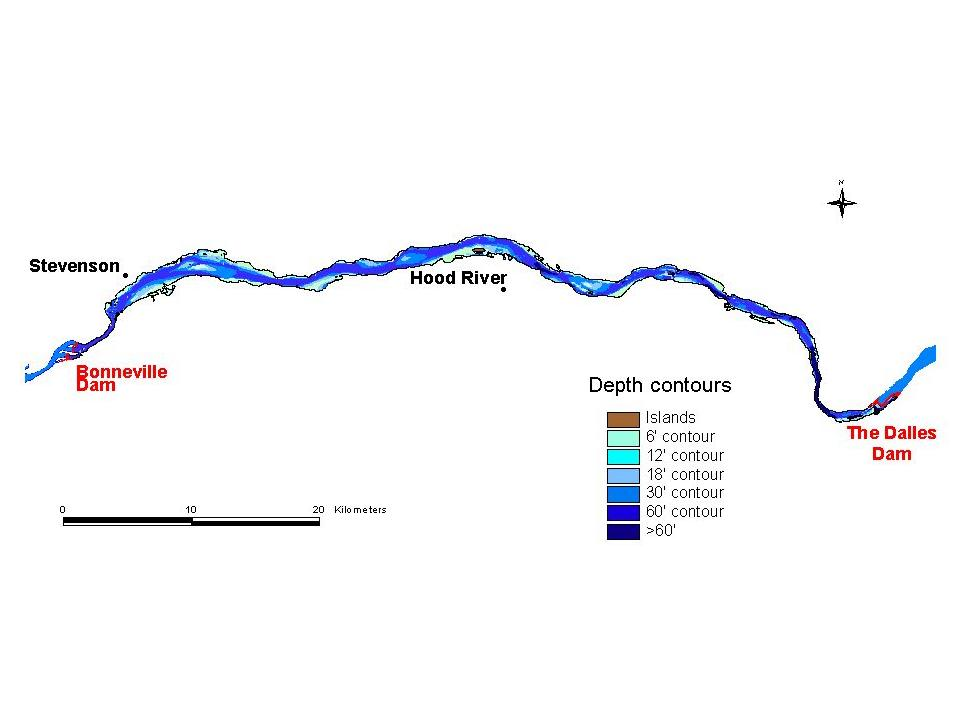 N
Stevenson
Hood River
Bonneville
Dam
Depth contours
Islands
6' contour
12' contour
18' contour
30' contour
60' contour
>60'
The Dalles
Dam
0 10 20 Kilometers